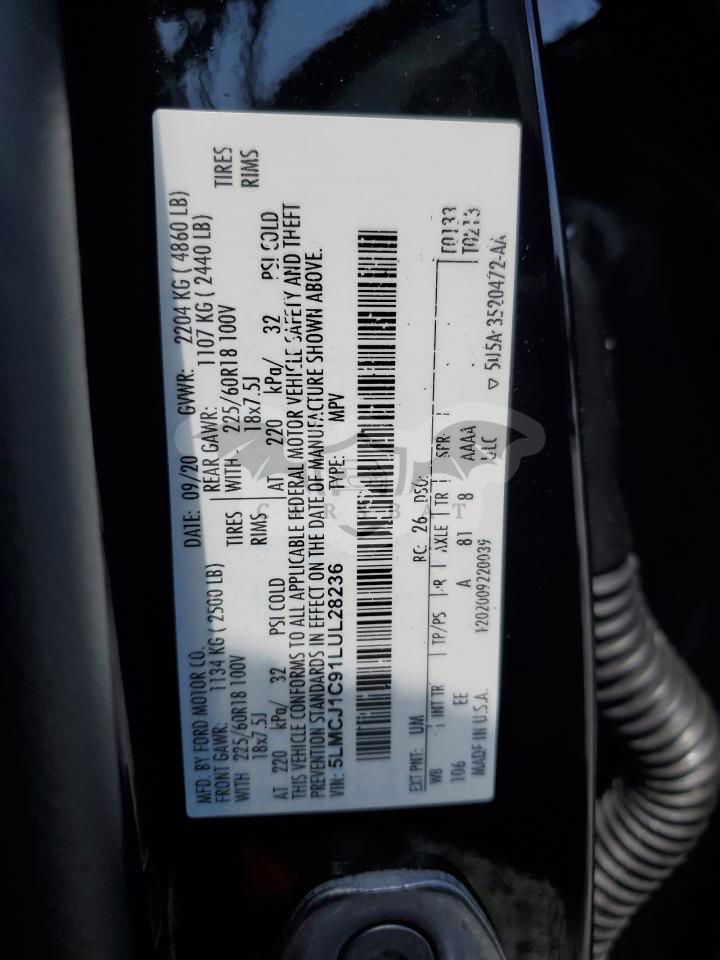 MFD. BY FORD MOTOR CO. DATE: 09/20 GVWR: 2204 KG ( 4860 LB)
FRONT GAWR: 1134 KG ( 2500 LB) REAR GAWR: 1107 KG ( 2440 LB)
WITH 225/60R18 100V TIRES WITH 225/60R18 100V TIRES
18x7.5J RIMS 18x7.5J RIMS
AT 220 kPa/ 32 PSI COLD AT 220 kPa/ 32 PSI COLD
THIS VEHICLE CONFORMS TO ALL APPLICABLE FEDERAL MOTOR VEHICLE SAFETY AND THEFT
PREVENTION STANDARDS IN EFFECT ON THE DATE OF MANUFACTURE SHOWN ABOVE.
VIN: 5LMCJ1C91LUL28236 TYPE: MPV
CARBAT
EXT PNT: UM RC: 26 DSO: T0133
WB INT TR TP/PS R AXLE TR SPR T0213
106 EE A 81 8 AAAA
MADE IN U.S.A. 5U5A-3520472-AA